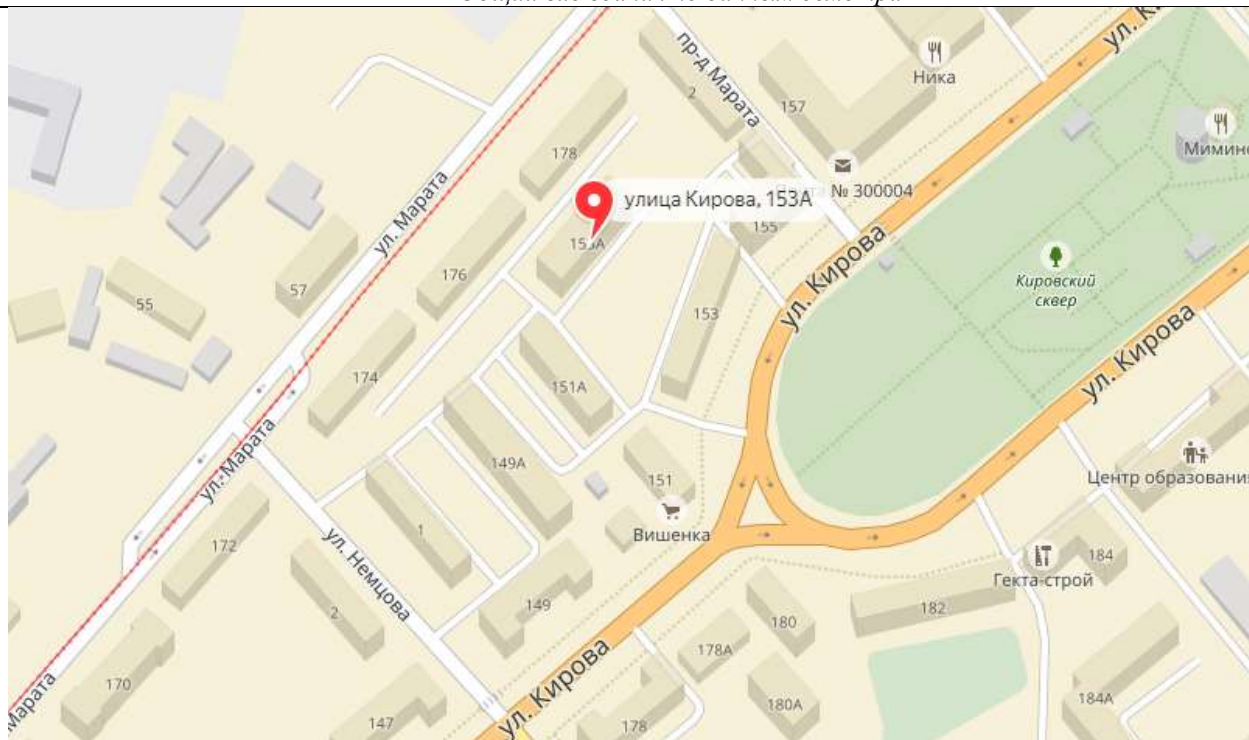 ул. К
Ника
Мимин
пр-д Марата
2
157
178
№ 300004
улица Кирова, 153А
155
ул. Марата
153А
ул. Кирова
Кировский
сквер
176
57
55
153
174
151А
ул. Кирова
149А
151
Вишенка
Центр образования
ул. Марата
172
1
ул. Немцова
2
149
Гекта-строй
184
182
180
178А
170
Марата
147
ул. Кирова
178
180А
184А